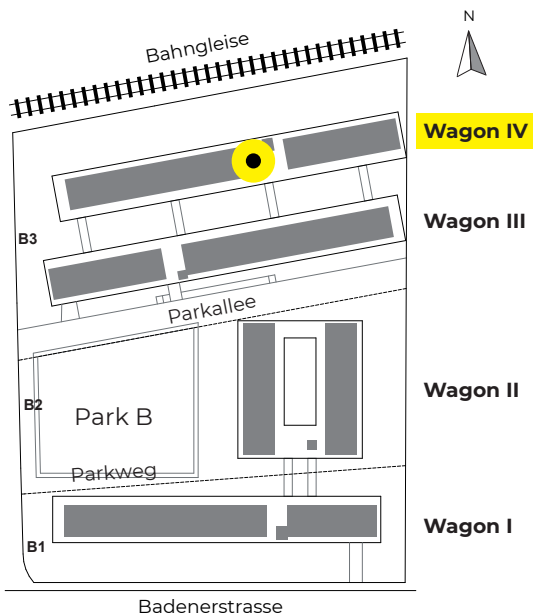 N
Bahngleise
Wagon IV
Wagon III
B3
Parkallee
Wagon II
B2
Park B
Parkweg
Wagon I
B1
Badenerstrasse